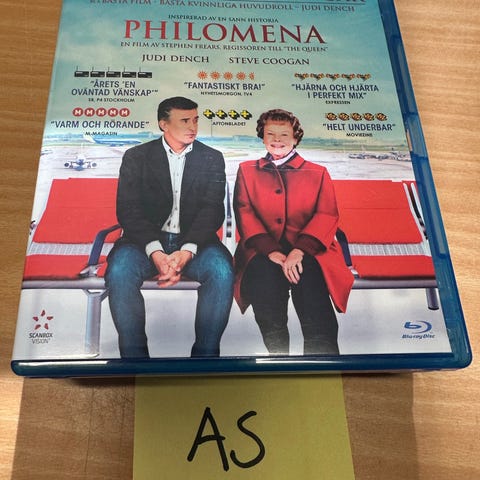 BÄSTA FILM - BÄSTA KVINNLIGA HUVUDROLL - JUDI DENCH
INSPIRERAD AV EN SANN HISTORIA
PHILOMENA
EN FILM AV STEPHEN FREARS, REGISSÖREN TILL "THE QUEEN"
JUDI DENCH STEVE COOGAN
"ÅRETS 'EN
OVÄNTAD VÄNSKAP'"
SR, P4 STOCKHOLM
"FANTASTISKT BRA!"
NYHETSMORGON, TV4
"HJÄRNA OCH HJÄRTA
I PERFEKT MIX"
EXPRESSEN
"VARM OCH RÖRANDE"
M-MAGASIN
AFTONBLADET
"HELT UNDERBAR"
MOVIEZINE
SCANBOX
VISION
Blu-ray Disc
AS